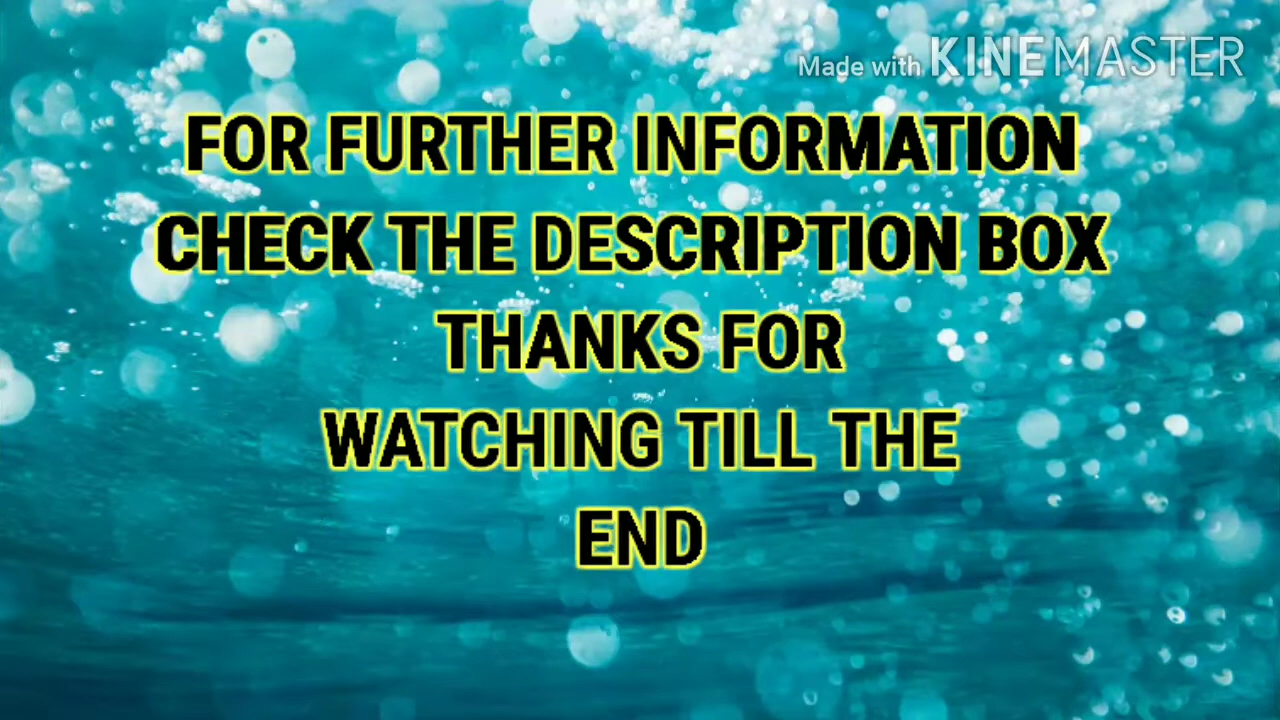 Made with KINEMASTER
FOR FURTHER INFORMATION
CHECK THE DESCRIPTION BOX
THANKS FOR
WATCHING TILL THE
END